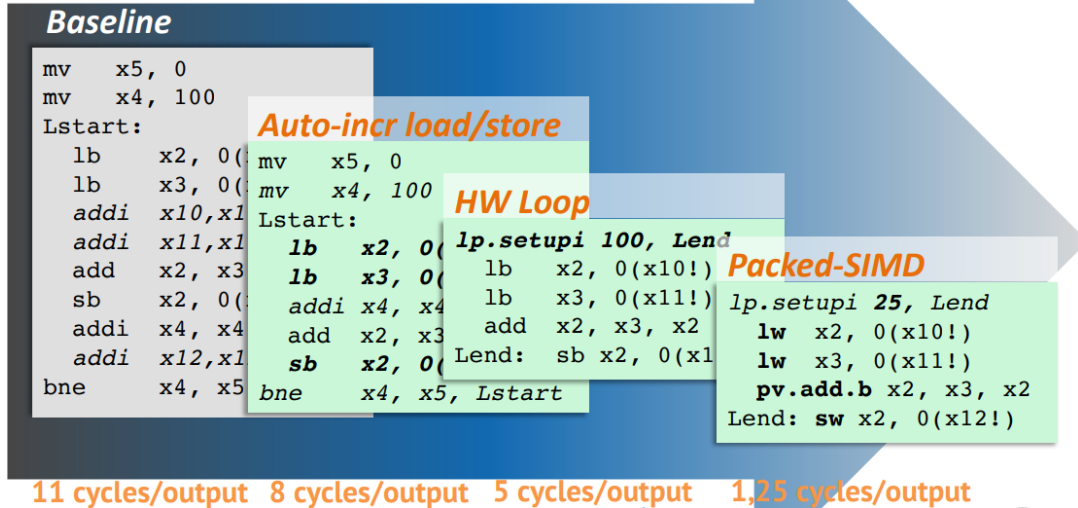 Baseline
mv x5, 0
mv x4, 100
Lstart:
lb x2, 0(
lb x3, 0(
addi x10,x1
addi x11,x1
add x2, x3
sb x2, 0(
addi x4, x4
addi x12,x1
bne x4, x5
Auto-incr load/store
mv x5, 0
mv x4, 100
Lstart:
lb x2, 0(
lb x3, 0(
addi x4, x4
add x2, x3
sb x2, 0(
bne x4, x5, Lstart
HW Loop
lp.setupi 100, Lend
lb x2, 0(x10!)
lb x3, 0(x11!)
add x2, x3, x2
Lend: sb x2, 0(x1
Packed-SIMD
lp.setupi 25, Lend
lw x2, 0(x10!)
lw x3, 0(x11!)
pv.add.b x2, x3, x2
Lend: sw x2, 0(x12!)
11 cycles/output 8 cycles/output 5 cycles/output 1,25 cycles/output